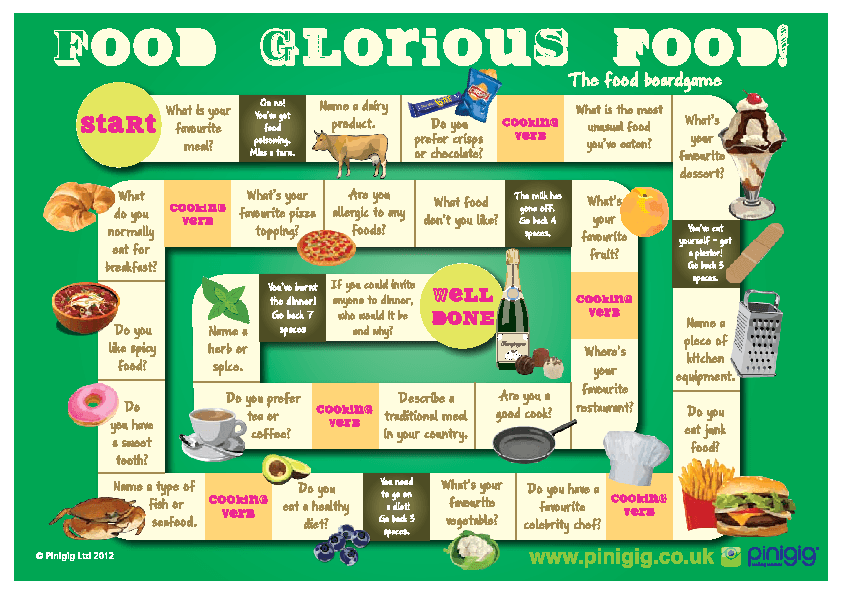 FOOD GLORIOUS FOOD!
The food boardgame
START
What is your
favourite
meal?
Oh no!
You've got
food
poisoning.
Miss a turn.
Name a dairy
product.
Do you
prefer crisps
or chocolate?
COOKING
VERB
What is the most
unusual food
you've eaten?
What's
your
favourite
dessert?
You've cut
yourself - get
a plaster!
Go back 3
spaces.
Name a
piece of
kitchen
equipment.
Do you
eat junk
food?
COOKING
VERB
Do you have a
favourite
celebrity chef?
What's your
favourite
vegetable?
You need
to go on
a diet!
Go back 3
spaces.
Do you
eat a healthy
diet?
COOKING
VERB
Name a type of
fish or
seafood.
Do
you have
a sweet
tooth?
Do you
like spicy
food?
What
do you
normally
eat for
breakfast?
COOKING
VERB
What's your
favourite pizza
topping?
Are you
allergic to any
foods?
What food
don't you like?
The milk has
gone off.
Go back 4
spaces.
What's
your
favourite
fruit?
COOKING
VERB
Where's
your
favourite
restaurant?
Are you a
good cook?
Describe a
traditional meal
in your country.
COOKING
VERB
Do you prefer
tea or
coffee?
Name a
herb or
spice.
You've burnt
the dinner!
Go back 7
spaces
If you could invite
anyone to dinner,
who would it be
and why?
WELL
DONE
Champagne
© Pinigig Ltd 2012
www.pinigig.co.uk
pinigig